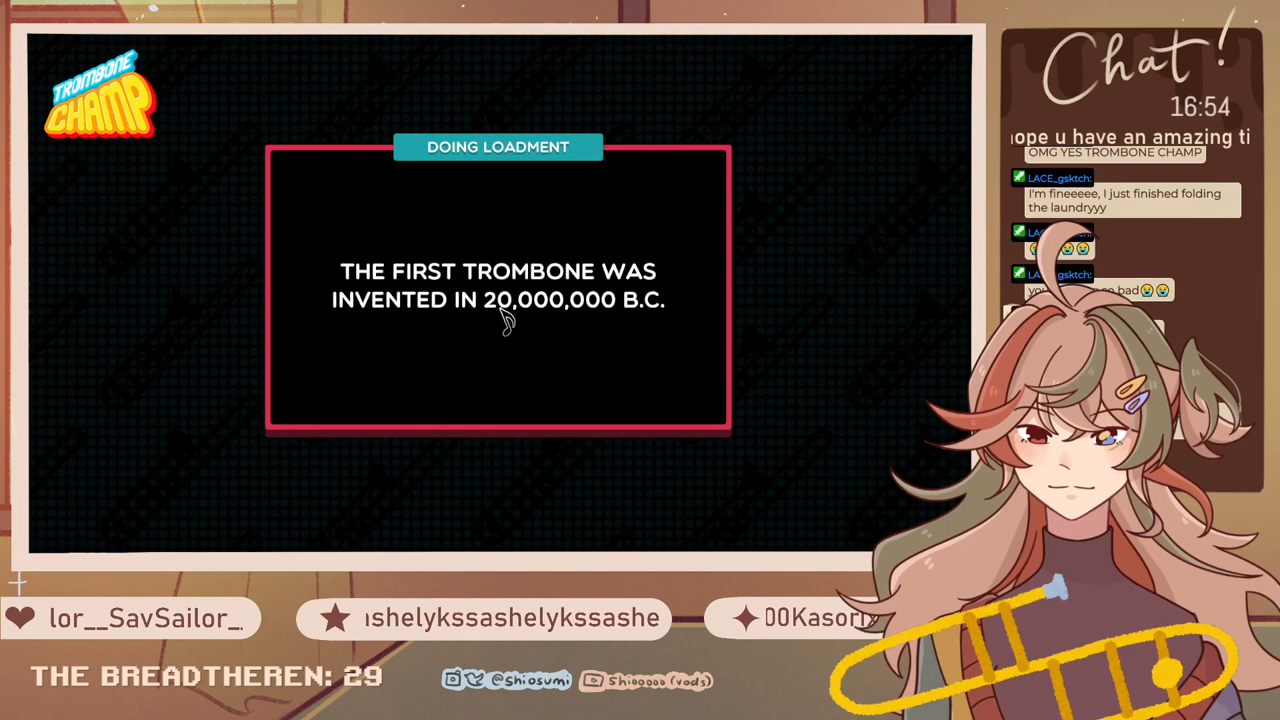 TROMBONE
CHAMP
DOING LOADMENT
THE FIRST TROMBONE WAS
INVENTED IN 20,000,000 B.C.
Chat!
16:54
ope u have an amazing ti
OMG YES TROMBONE CHAMP
LACE_gsktch:
I'm fineeeee, I just finished folding
the laundryyy
LACE_gsktch:
bad😭😭
lor__SavSailor_
ashelykssashelykssashe
00Kasori
THE BREADTHEREN: 29
@shiosumi
Shiooooo (vods)